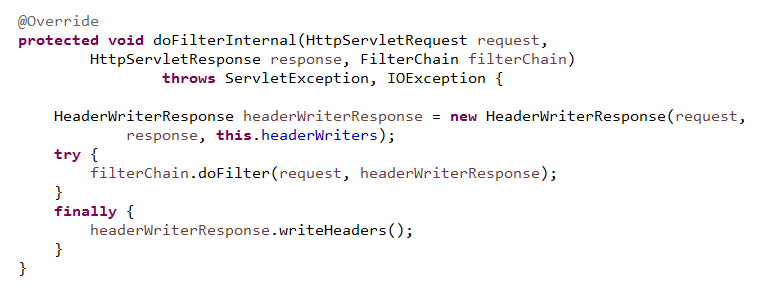 @Override
protected void doFilterInternal(HttpServletRequest request,
        HttpServletResponse response, FilterChain filterChain)
                throws ServletException, IOException {

    HeaderWriterResponse headerWriterResponse = new HeaderWriterResponse(request,
            response, this.headerWriters);
    try {
        filterChain.doFilter(request, headerWriterResponse);
    }
    finally {
        headerWriterResponse.writeHeaders();
    }
}